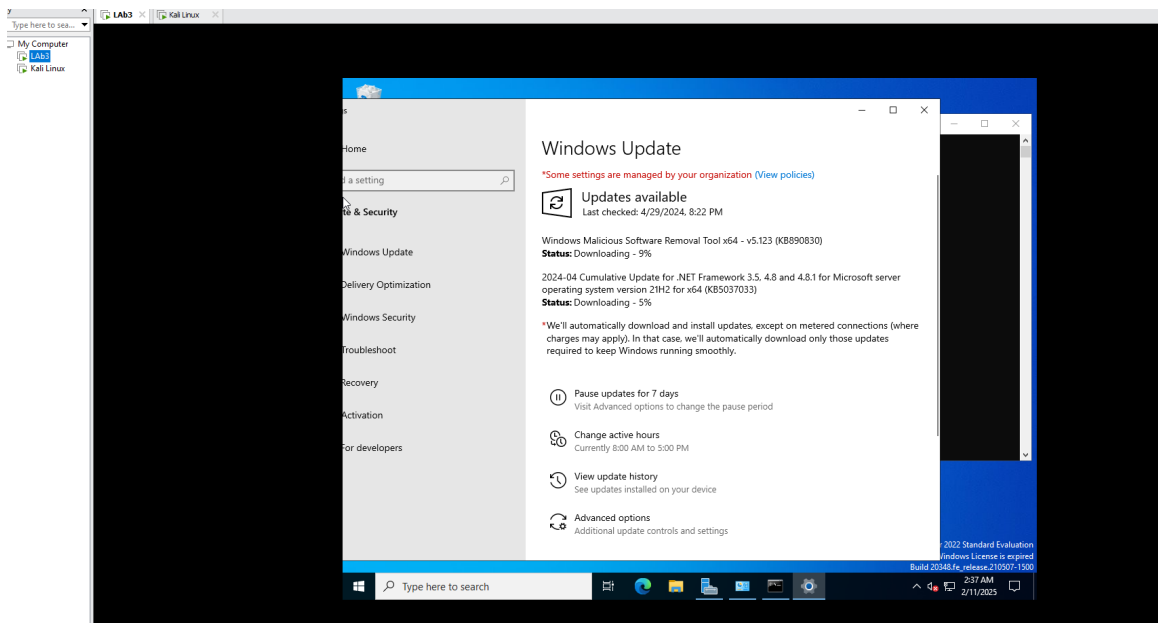 y
LAb3
Kali Linux
Type here to sea...
My Computer
LAb3
Kali Linux
Home
a setting
& Security
Windows Update
Delivery Optimization
Windows Security
Troubleshoot
Recovery
Activation
For developers
Windows Update
*Some settings are managed by your organization (View policies)
Updates available
Last checked: 4/29/2024, 8:22 PM
Windows Malicious Software Removal Tool x64 - v5.123 (KB890830)
Status: Downloading - 9%
2024-04 Cumulative Update for .NET Framework 3.5, 4.8 and 4.8.1 for Microsoft server
operating system version 21H2 for x64 (KB5037033)
Status: Downloading - 5%
*We'll automatically download and install updates, except on metered connections (where
charges may apply). In that case, we'll automatically download only those updates
required to keep Windows running smoothly.
Pause updates for 7 days
Visit Advanced options to change the pause period
Change active hours
Currently 8:00 AM to 5:00 PM
View update history
See updates installed on your device
Advanced options
Additional update controls and settings
2022 Standard Evaluation
Windows License is expired
Build 20348.fe_release.210507-1500
Type here to search
2:37 AM
2/11/2025